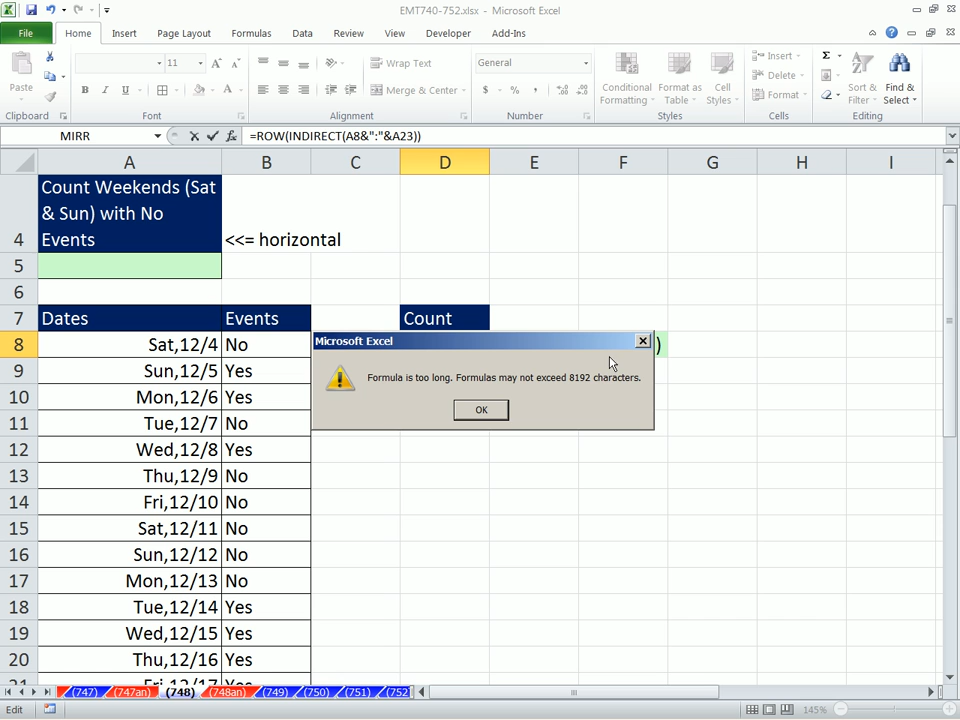 EMT740-752.xlsx - Microsoft Excel
File Home Insert Page Layout Formulas Data Review View Developer Add-Ins
Paste
Clipboard
11
B I U
Font
Wrap Text
Merge & Center
Alignment
General
$ % ,
Number
Conditional Formatting
Format as Table
Cell Styles
Styles
Insert
Delete
Format
Cells
Sort & Filter
Find & Select
Editing
MIRR
=ROW(INDIRECT(A8&":"&A23))
A B C D E F G H I
Count Weekends (Sat
& Sun) with No
4 Events <<= horizontal
5
6
7 Dates Events Count
8 Sat,12/4 No )
9 Sun,12/5 Yes
10 Mon,12/6 Yes
11 Tue,12/7 No
12 Wed,12/8 Yes
13 Thu,12/9 No
14 Fri,12/10 No
15 Sat,12/11 No
16 Sun,12/12 No
17 Mon,12/13 No
18 Tue,12/14 Yes
19 Wed,12/15 Yes
20 Thu,12/16 Yes
21 Fri,12/17 Yes
Microsoft Excel
Formula is too long. Formulas may not exceed 8192 characters.
OK
(747) (747an) (748) (748an) (749) (750) (751) (752
Edit
145%